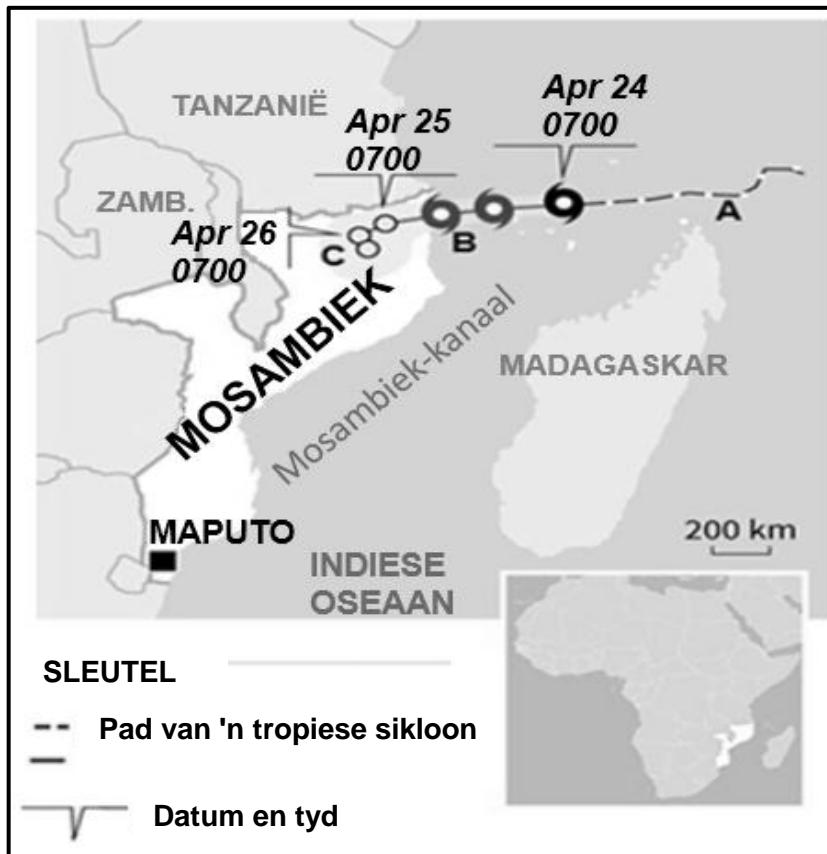 TANZANIË
Apr 24
0700
Apr 25
0700
ZAMB.
Apr 26
0700
A
B
C
MOSAMBIEK
Mosambiek-kanaal
MADAGASKAR
MAPUTO
200 km
INDIESE
OSEAAN
SLEUTEL
Pad van 'n tropiese sikloon
Datum en tyd